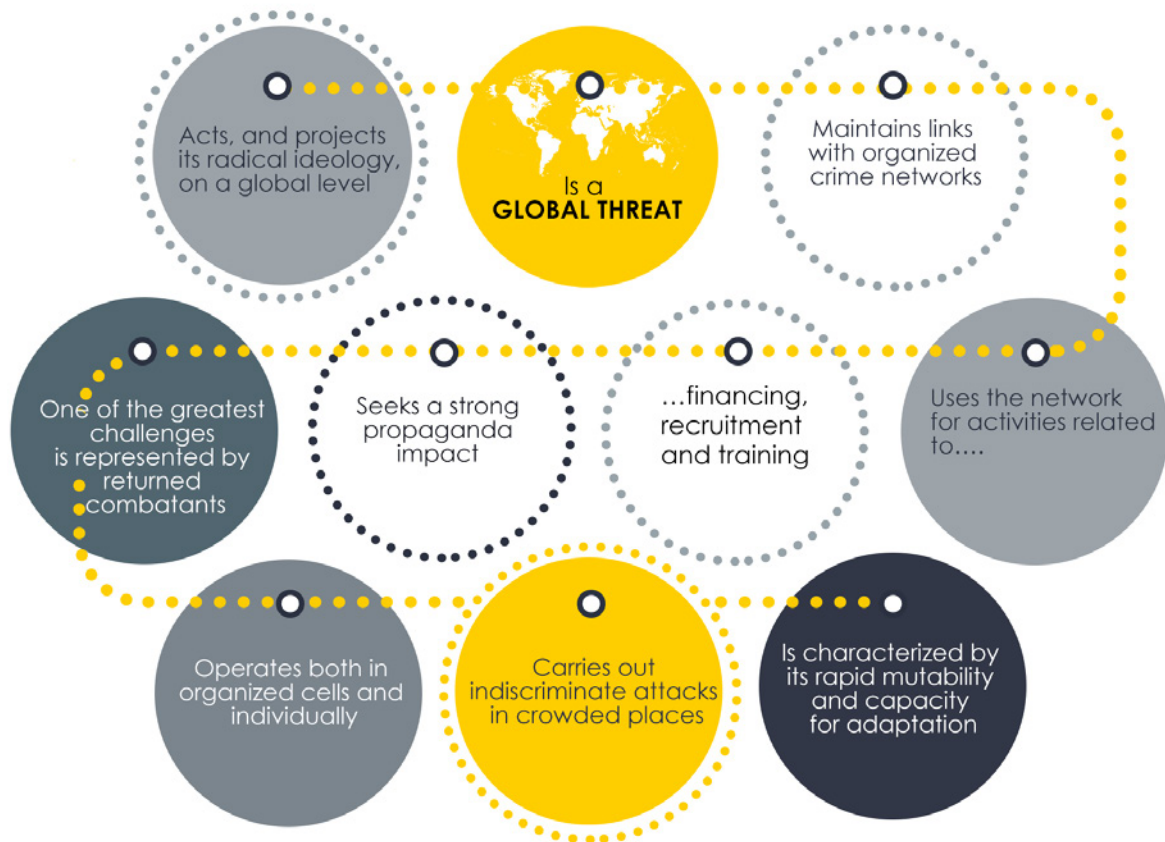 Acts, and projects
its radical ideology,
on a global level
Is a
GLOBAL THREAT
Maintains links
with organized
crime networks
Uses the network
for activities related
to....
...financing,
recruitment
and training
Seeks a strong
propaganda
impact
One of the greatest
challenges
is represented by
returned
combatants
Operates both in
organized cells and
individually
Carries out
indiscriminate attacks
in crowded places
Is characterized by
its rapid mutability
and capacity
for adaptation